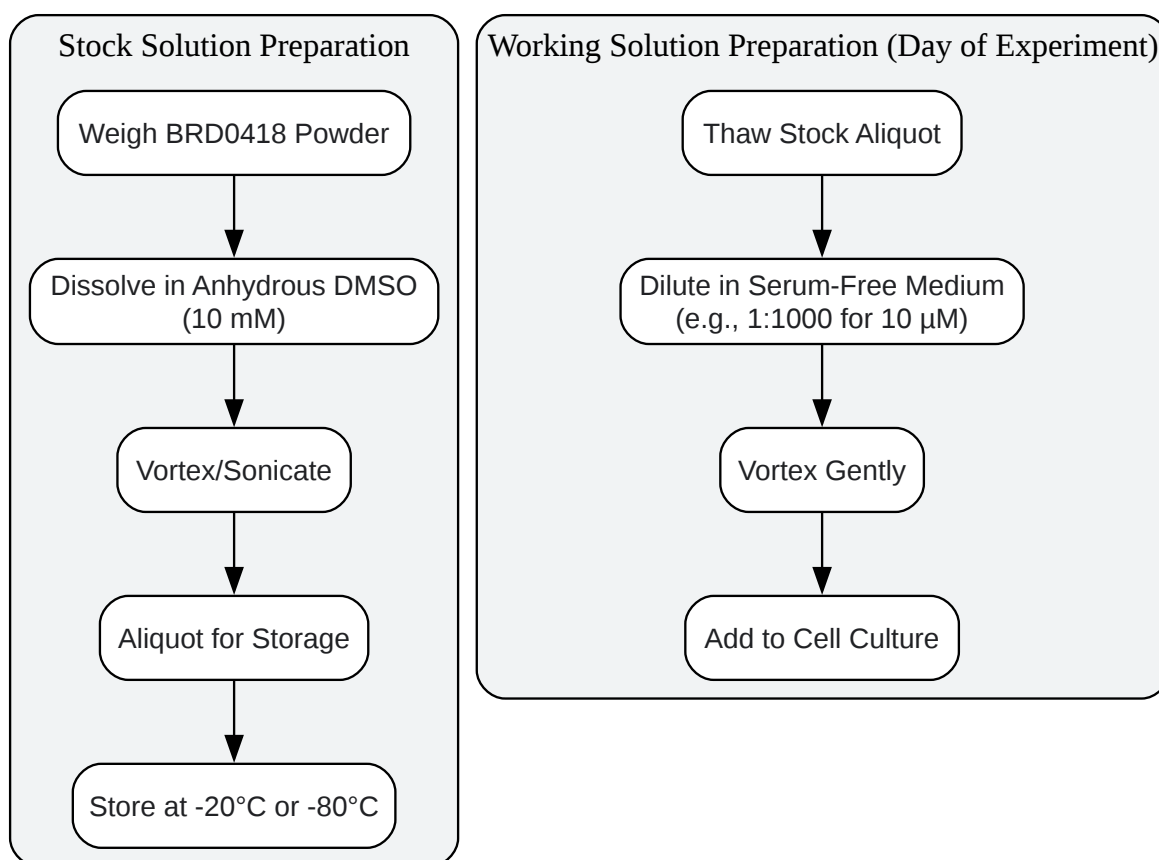 Stock Solution Preparation
Weigh BRD0418 Powder
Dissolve in Anhydrous DMSO
(10 mM)
Vortex/Sonicate
Aliquot for Storage
Store at -20°C or -80°C
Working Solution Preparation (Day of Experiment)
Thaw Stock Aliquot
Dilute in Serum-Free Medium
(e.g., 1:1000 for 10 µM)
Vortex Gently
Add to Cell Culture